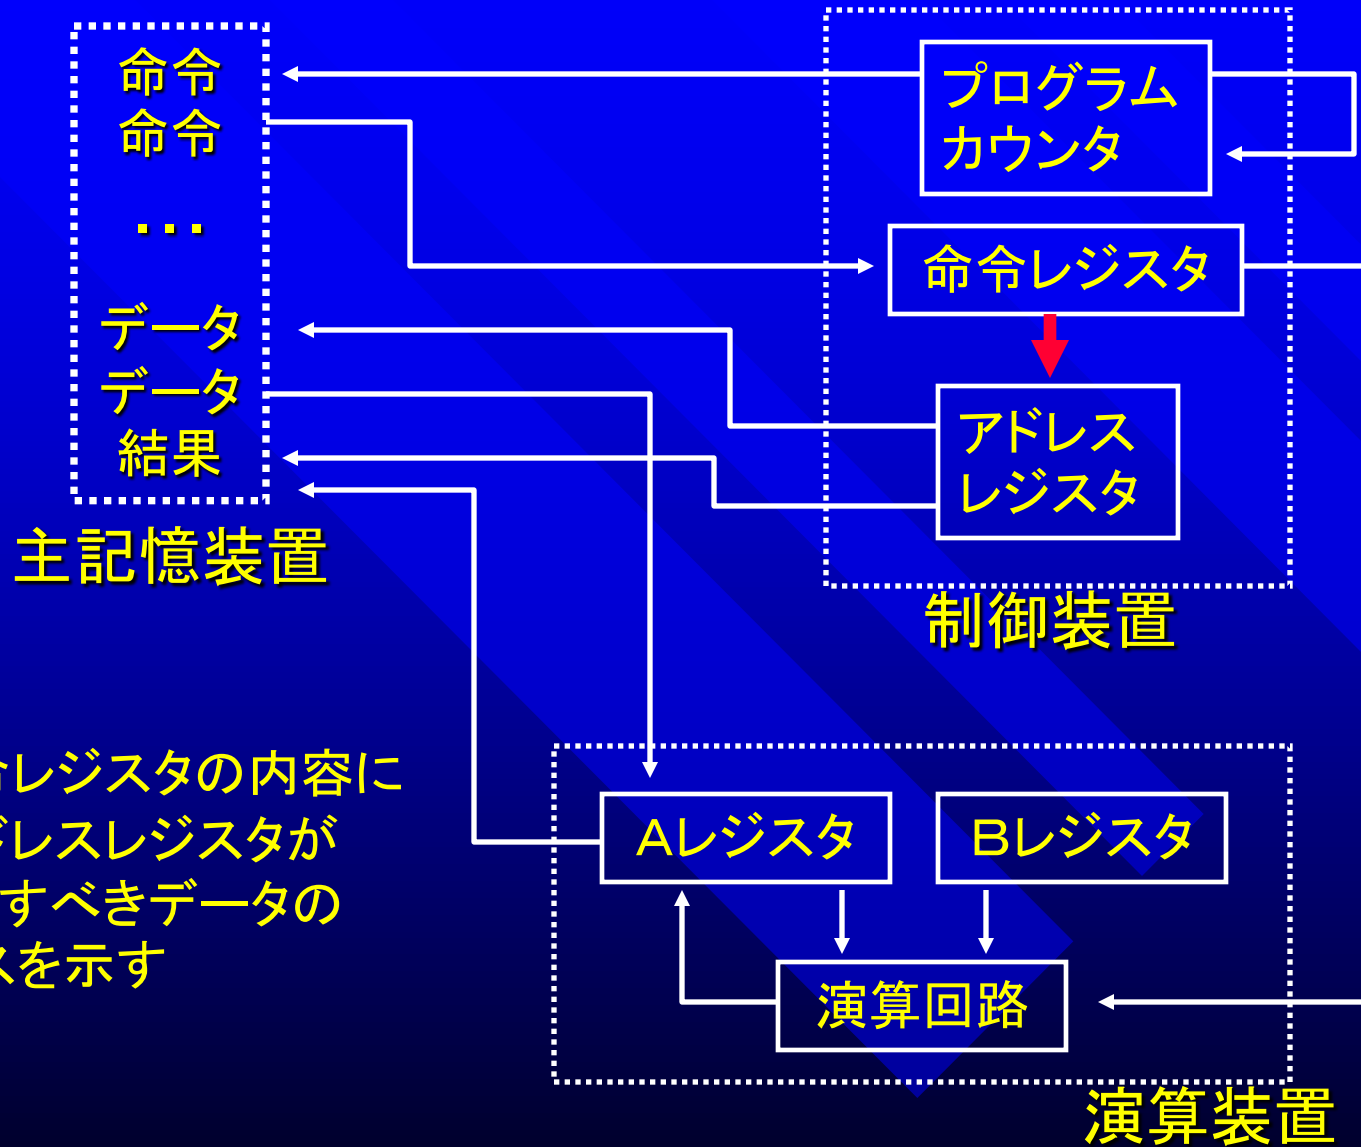 命令
命令
…
データ
データ
結果
主記憶装置
プログラム
カウンタ
命令レジスタ
アドレス
レジスタ
制御装置
レジスタの内容に
ドレスレジスタが
すべきデータの
スを示す
Aレジスタ
Bレジスタ
演算回路
演算装置